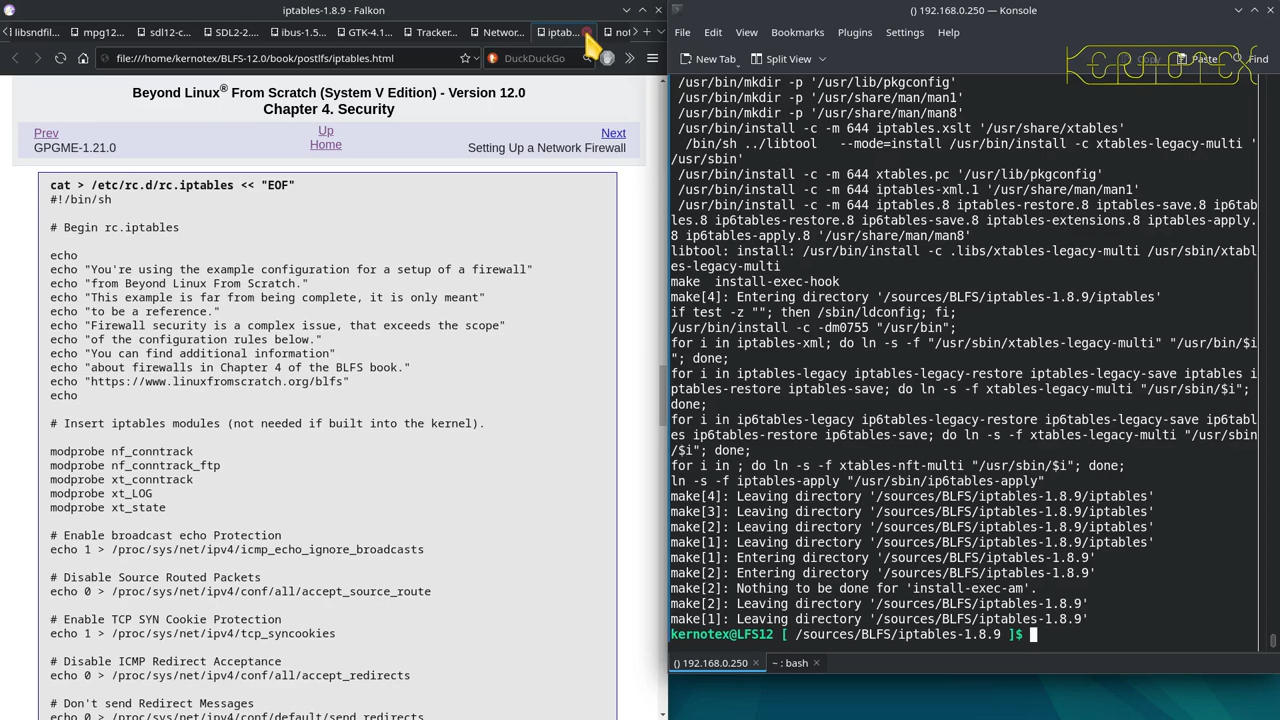 iptables-1.8.9 - Falkon
libsndfil...
mpg12...
sdl12-c...
SDL2-2....
ibus-1.5...
GTK-4.1...
Tracker...
Networ...
iptab...
not
file:///home/kernotex/BLFS-12.0/book/postlfs/iptables.html
DuckDuckGo
Beyond Linux® From Scratch (System V Edition) - Version 12.0
Chapter 4. Security
Prev
Up
Next
GPGME-1.21.0
Home
Setting Up a Network Firewall
cat > /etc/rc.d/rc.iptables << "EOF"
#!/bin/sh
# Begin rc.iptables
echo
echo "You're using the example configuration for a setup of a firewall"
echo "from Beyond Linux From Scratch."
echo "This example is far from being complete, it is only meant"
echo "to be a reference."
echo "Firewall security is a complex issue, that exceeds the scope"
echo "of the configuration rules below."
echo "You can find additional information"
echo "about firewalls in Chapter 4 of the BLFS book."
echo "https://www.linuxfromscratch.org/blfs"
echo
# Insert iptables modules (not needed if built into the kernel).
modprobe nf_conntrack
modprobe nf_conntrack_ftp
modprobe xt_conntrack
modprobe xt_LOG
modprobe xt_state
# Enable broadcast echo Protection
echo 1 > /proc/sys/net/ipv4/icmp_echo_ignore_broadcasts
# Disable Source Routed Packets
echo 0 > /proc/sys/net/ipv4/conf/all/accept_source_route
# Enable TCP SYN Cookie Protection
echo 1 > /proc/sys/net/ipv4/tcp_syncookies
# Disable ICMP Redirect Acceptance
echo 0 > /proc/sys/net/ipv4/conf/all/accept_redirects
# Don't send Redirect Messages
echo 0 > /proc/sys/net/ipv4/conf/default/send_redirects
() 192.168.0.250 — Konsole
File Edit View Bookmarks Plugins Settings Help
New Tab
Split View
Copy
Paste
Find
KERNOTEX
/usr/bin/mkdir -p '/usr/lib/pkgconfig'
/usr/bin/mkdir -p '/usr/share/man/man1'
/usr/bin/mkdir -p '/usr/share/man/man8'
/usr/bin/install -c -m 644 iptables.xslt '/usr/share/xtables'
/bin/sh ../libtool   --mode=install /usr/bin/install -c xtables-legacy-multi '
/usr/sbin'
/usr/bin/install -c -m 644 xtables.pc '/usr/lib/pkgconfig'
/usr/bin/install -c -m 644 iptables-xml.1 '/usr/share/man/man1'
/usr/bin/install -c -m 644 iptables.8 iptables-restore.8 iptables-save.8 ip6tab
les.8 ip6tables-restore.8 ip6tables-save.8 iptables-extensions.8 iptables-apply.
8 ip6tables-apply.8 '/usr/share/man/man8'
libtool: install: /usr/bin/install -c .libs/xtables-legacy-multi /usr/sbin/xtabl
es-legacy-multi
make  install-exec-hook
make[4]: Entering directory '/sources/BLFS/iptables-1.8.9/iptables'
if test -z ""; then /sbin/ldconfig; fi;
/usr/bin/install -c -dm0755 "/usr/bin";
for i in iptables-xml; do ln -s -f "/usr/sbin/xtables-legacy-multi" "/usr/bin/$i
"; done;
for i in iptables-legacy iptables-legacy-restore iptables-legacy-save iptables i
ptables-restore iptables-save; do ln -s -f xtables-legacy-multi "/usr/sbin/$i";
done;
for i in ip6tables-legacy ip6tables-legacy-restore ip6tables-legacy-save ip6tabl
es ip6tables-restore ip6tables-save; do ln -s -f xtables-legacy-multi "/usr/sbin
/$i"; done;
for i in ; do ln -s -f xtables-nft-multi "/usr/sbin/$i"; done;
ln -s -f iptables-apply "/usr/sbin/ip6tables-apply"
make[4]: Leaving directory '/sources/BLFS/iptables-1.8.9/iptables'
make[3]: Leaving directory '/sources/BLFS/iptables-1.8.9/iptables'
make[2]: Leaving directory '/sources/BLFS/iptables-1.8.9/iptables'
make[1]: Leaving directory '/sources/BLFS/iptables-1.8.9/iptables'
make[1]: Entering directory '/sources/BLFS/iptables-1.8.9'
make[2]: Entering directory '/sources/BLFS/iptables-1.8.9'
make[2]: Nothing to be done for 'install-exec-am'.
make[2]: Leaving directory '/sources/BLFS/iptables-1.8.9'
make[1]: Leaving directory '/sources/BLFS/iptables-1.8.9'
kernotex@LFS12 [ /sources/BLFS/iptables-1.8.9 ]$
() 192.168.0.250
~ : bash